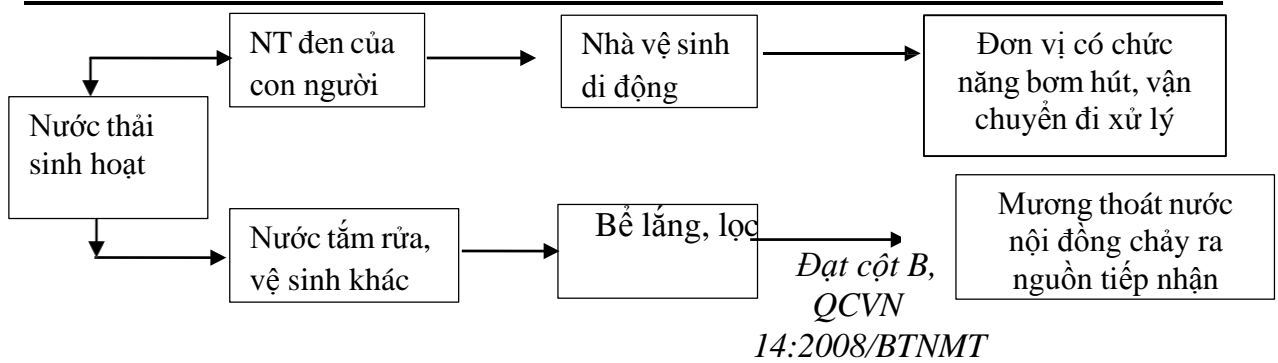 Nước thải
sinh hoạt
NT đen của
con người
Nhà vệ sinh
di động
Đơn vị có chức
năng bơm hút, vận
chuyển đi xử lý
Nước tắm rửa,
vệ sinh khác
Bể lắng, lọc
Đạt cột B,
QCVN
14:2008/BTNMT
Mương thoát nước
nội đồng chảy ra
nguồn tiếp nhận